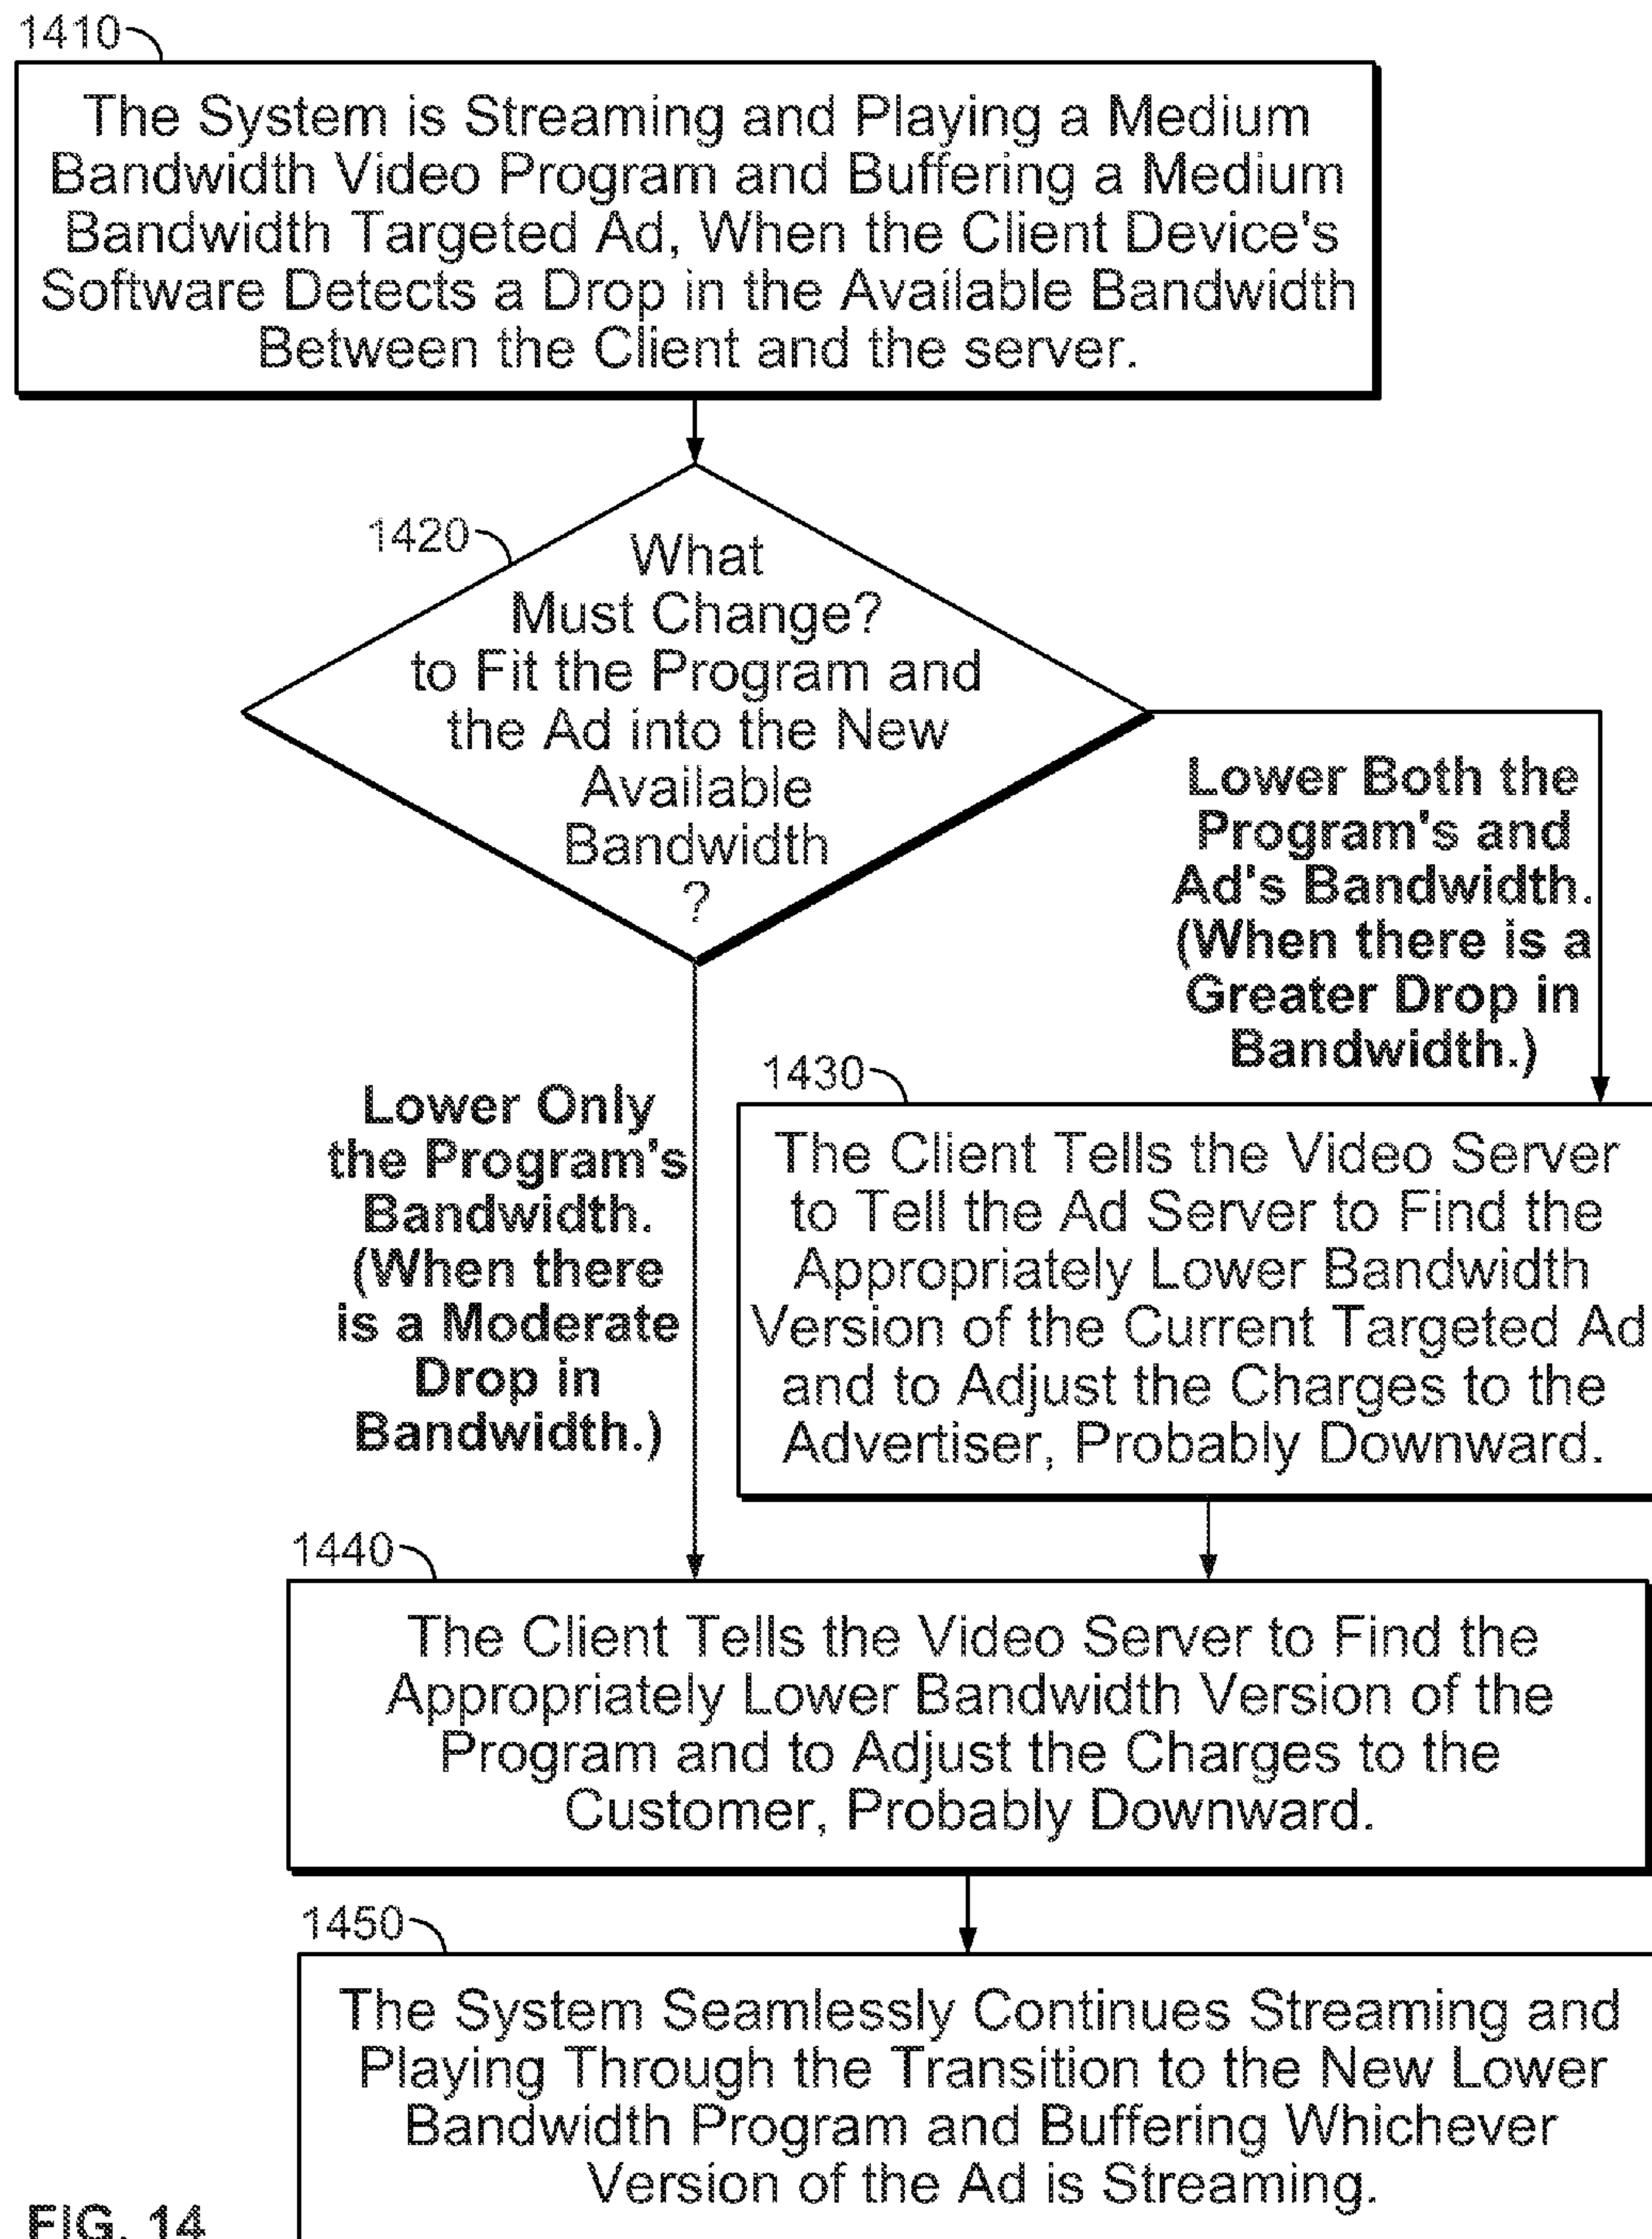 1410
The System is Streaming and Playing a Medium
Bandwidth Video Program and Buffering a Medium
Bandwidth Targeted Ad, When the Client Device's
Software Detects a Drop in the Available Bandwidth
Between the Client and the server.
1420
What
Must Change?
to Fit the Program and
the Ad into the New
Available
Bandwidth
?
Lower Both the
Program's and
Ad's Bandwidth.
(When there is a
Greater Drop in
Bandwidth.)
Lower Only
the Program's
Bandwidth.
(When there
is a Moderate
Drop in
Bandwidth.)
1430
The Client Tells the Video Server
to Tell the Ad Server to Find the
Appropriately Lower Bandwidth
Version of the Current Targeted Ad
and to Adjust the Charges to the
Advertiser, Probably Downward.
1440
The Client Tells the Video Server to Find the
Appropriately Lower Bandwidth Version of the
Program and to Adjust the Charges to the
Customer, Probably Downward.
1450
The System Seamlessly Continues Streaming and
Playing Through the Transition to the New Lower
Bandwidth Program and Buffering Whichever
Version of the Ad is Streaming.
FIG. 14